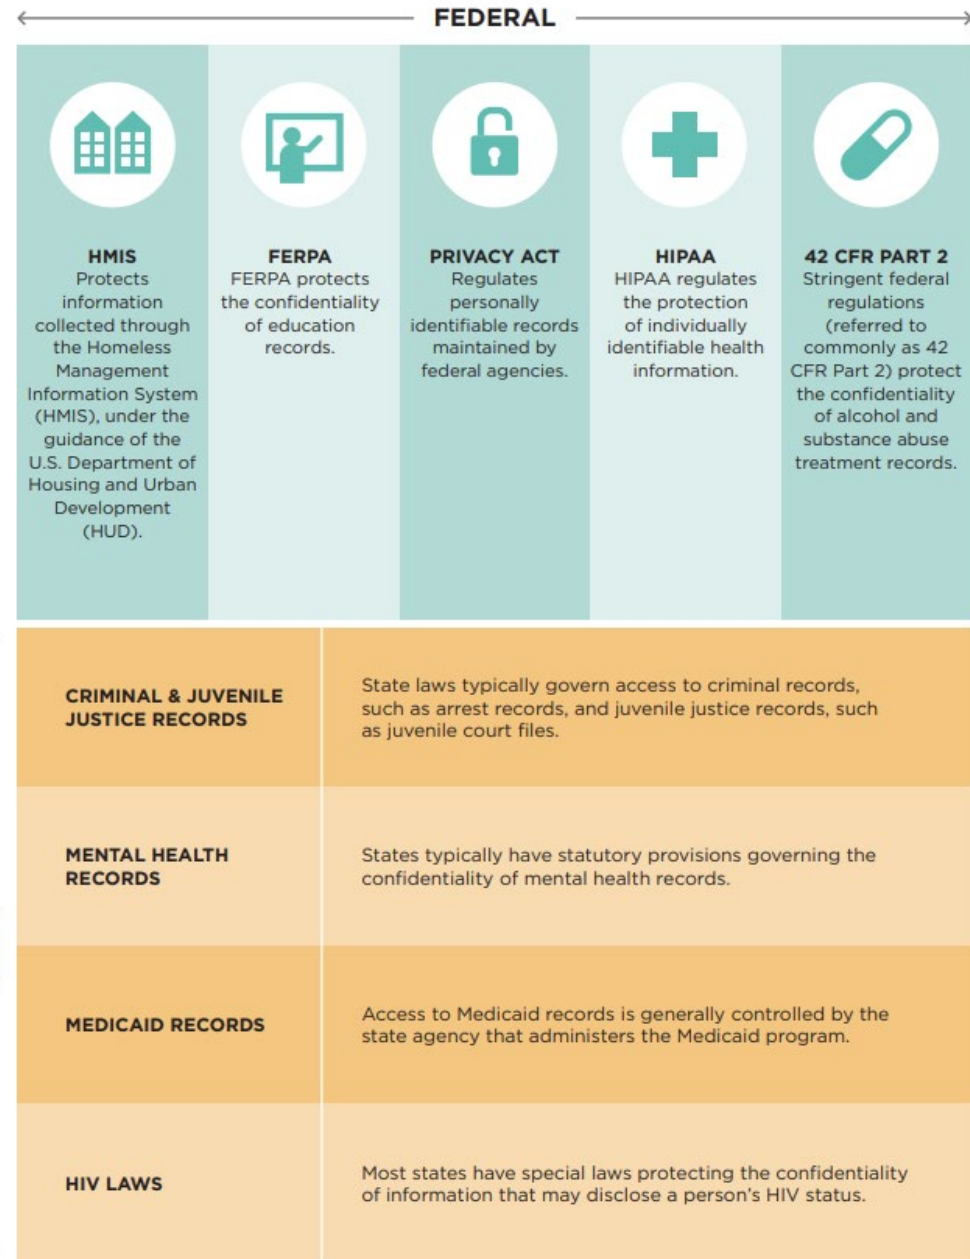 FEDERAL
HMIS
Protects
information
collected through
the Homeless
Management
Information System
(HMIS), under the
guidance of the
U.S. Department of
Housing and Urban
Development
(HUD).
FERPA
FERPA protects
the confidentiality
of education
records.
PRIVACY ACT
Regulates
personally
identifiable records
maintained by
federal agencies.
HIPAA
HIPAA regulates
the protection
of individually
identifiable health
information.
42 CFR PART 2
Stringent federal
regulations
(referred to
commonly as 42
CFR Part 2) protect
the confidentiality
of alcohol and
substance abuse
treatment records.
CRIMINAL & JUVENILE
JUSTICE RECORDS
State laws typically govern access to criminal records,
such as arrest records, and juvenile justice records, such
as juvenile court files.
MENTAL HEALTH
RECORDS
States typically have statutory provisions governing the
confidentiality of mental health records.
MEDICAID RECORDS
Access to Medicaid records is generally controlled by the
state agency that administers the Medicaid program.
HIV LAWS
Most states have special laws protecting the confidentiality
of information that may disclose a person's HIV status.